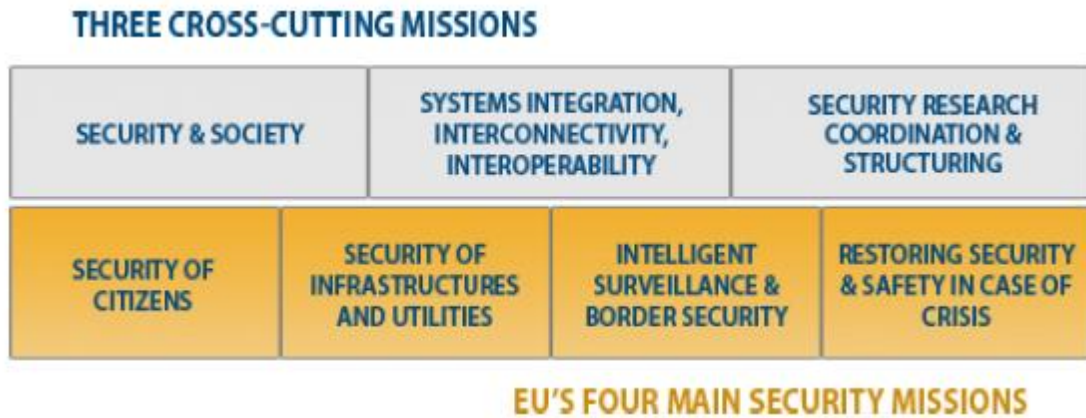 THREE CROSS-CUTTING MISSIONS
SECURITY & SOCIETY
SYSTEMS INTEGRATION,
INTERCONNECTIVITY,
INTEROPERABILITY
SECURITY RESEARCH
COORDINATION &
STRUCTURING
SECURITY OF
CITIZENS
SECURITY OF
INFRASTRUCTURES
AND UTILITIES
INTELLIGENT
SURVEILLANCE &
BORDER SECURITY
RESTORING SECURITY
& SAFETY IN CASE OF
CRISIS
EU'S FOUR MAIN SECURITY MISSIONS